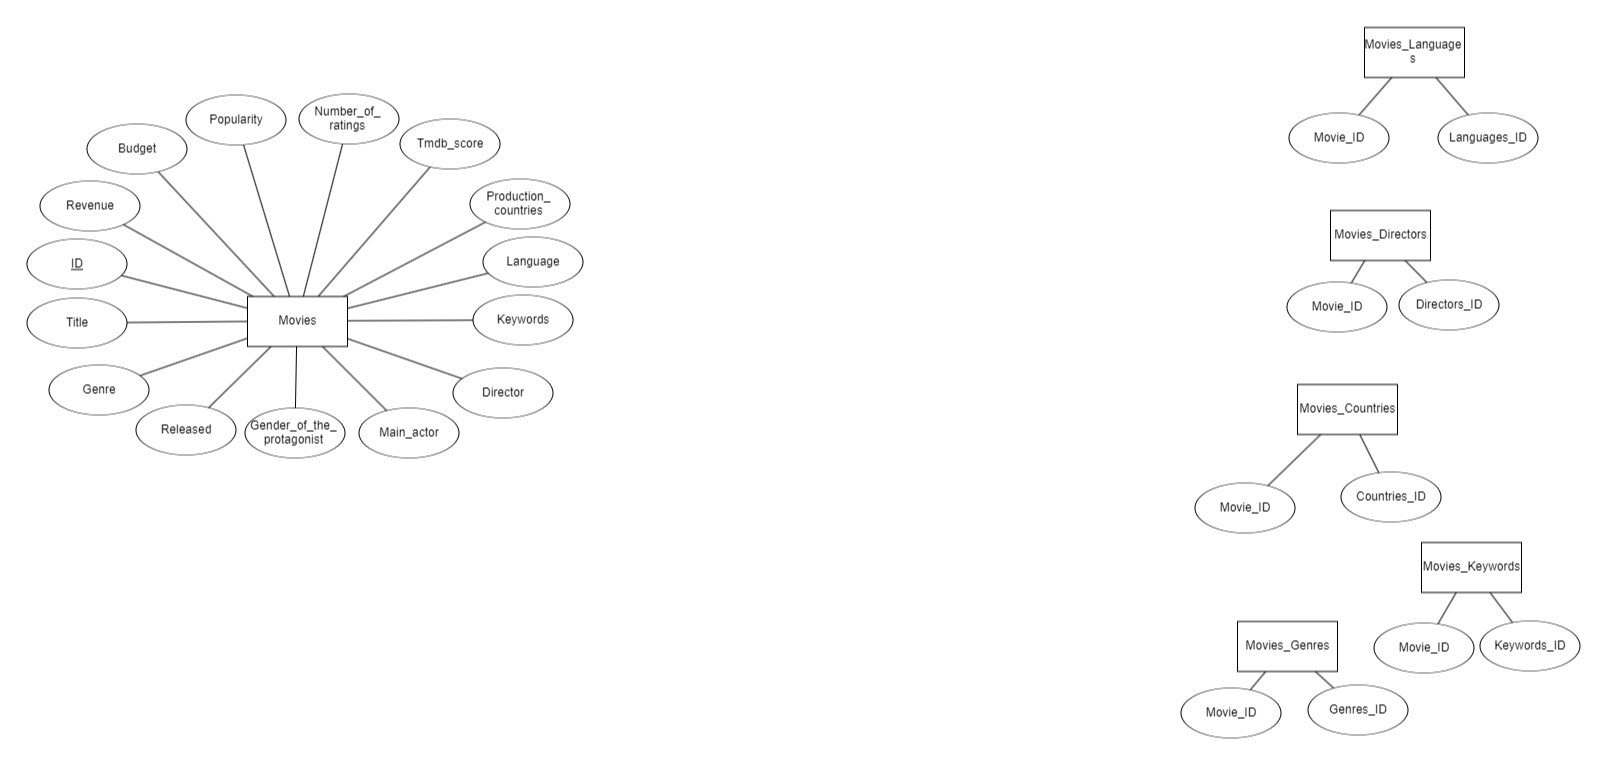 Popularity
Number_of_
ratings
Budget
Tmdb_score
Revenue
Production_
countries
ID
Language
Title
Movies
Keywords
Genre
Director
Released
Gender_of_the_
protagonist
Main_actor
Movies_Language
s
Movie_ID
Languages_ID
Movies_Directors
Movie_ID
Directors_ID
Movies_Countries
Movie_ID
Countries_ID
Movies_Keywords
Movie_ID
Keywords_ID
Movies_Genres
Movie_ID
Genres_ID